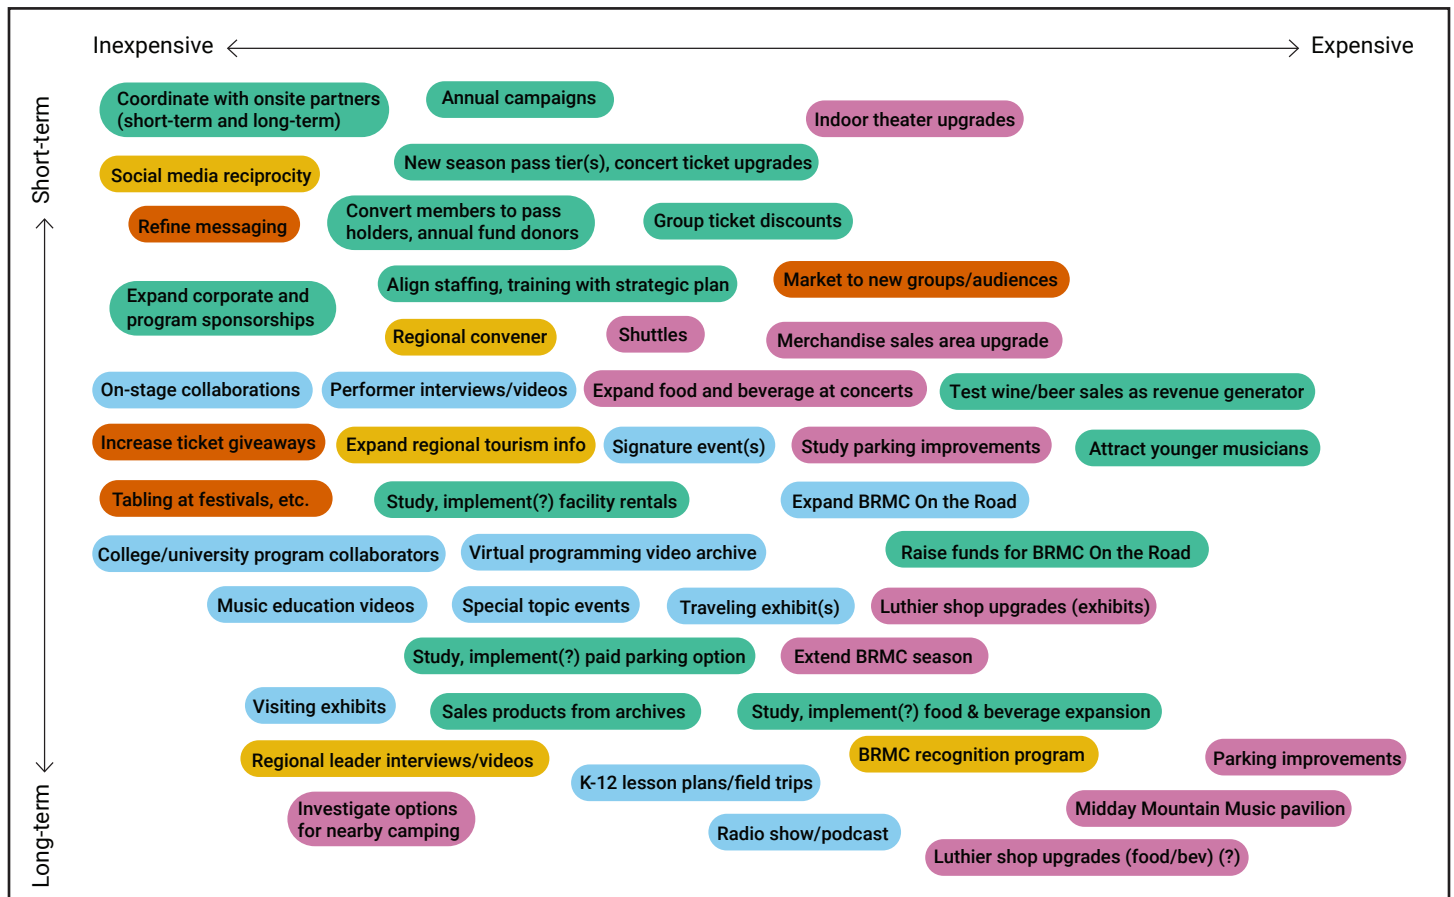 Inexpensive
Expensive
Short-term
Long-term
Coordinate with onsite partners
(short-term and long-term)
Annual campaigns
Indoor theater upgrades
New season pass tier(s), concert ticket upgrades
Social media reciprocity
Refine messaging
Convert members to pass
holders, annual fund donors
Group ticket discounts
Align staffing, training with strategic plan
Market to new groups/audiences
Expand corporate and
program sponsorships
Regional convener
Shuttles
Merchandise sales area upgrade
On-stage collaborations
Performer interviews/videos
Expand food and beverage at concerts
Test wine/beer sales as revenue generator
Increase ticket giveaways
Expand regional tourism info
Signature event(s)
Study parking improvements
Attract younger musicians
Tabling at festivals, etc.
Study, implement(?) facility rentals
Expand BRMC On the Road
College/university program collaborators
Virtual programming video archive
Raise funds for BRMC On the Road
Music education videos
Special topic events
Traveling exhibit(s)
Luthier shop upgrades (exhibits)
Study, implement(?) paid parking option
Extend BRMC season
Visiting exhibits
Sales products from archives
Study, implement(?) food & beverage expansion
Regional leader interviews/videos
BRMC recognition program
Parking improvements
K-12 lesson plans/field trips
Investigate options
for nearby camping
Midday Mountain Music pavilion
Radio show/podcast
Luthier shop upgrades (food/bev) (?)